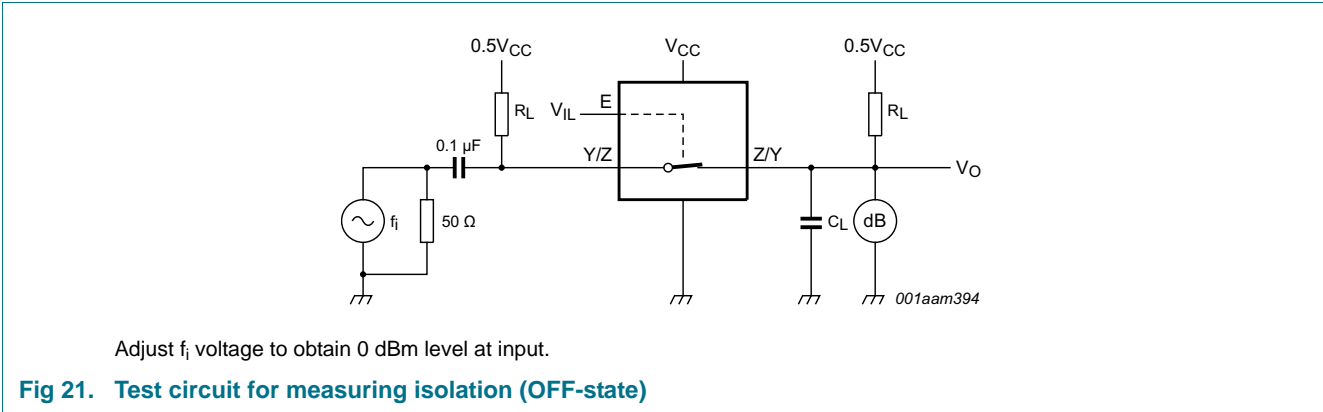 0.5VCC
VCC
0.5VCC
RL
VIL
E
RL
0.1 µF
Y/Z
Z/Y
VO
fi
50 Ω
CL
dB
001aam394
Adjust fi voltage to obtain 0 dBm level at input.
Fig 21. Test circuit for measuring isolation (OFF-state)